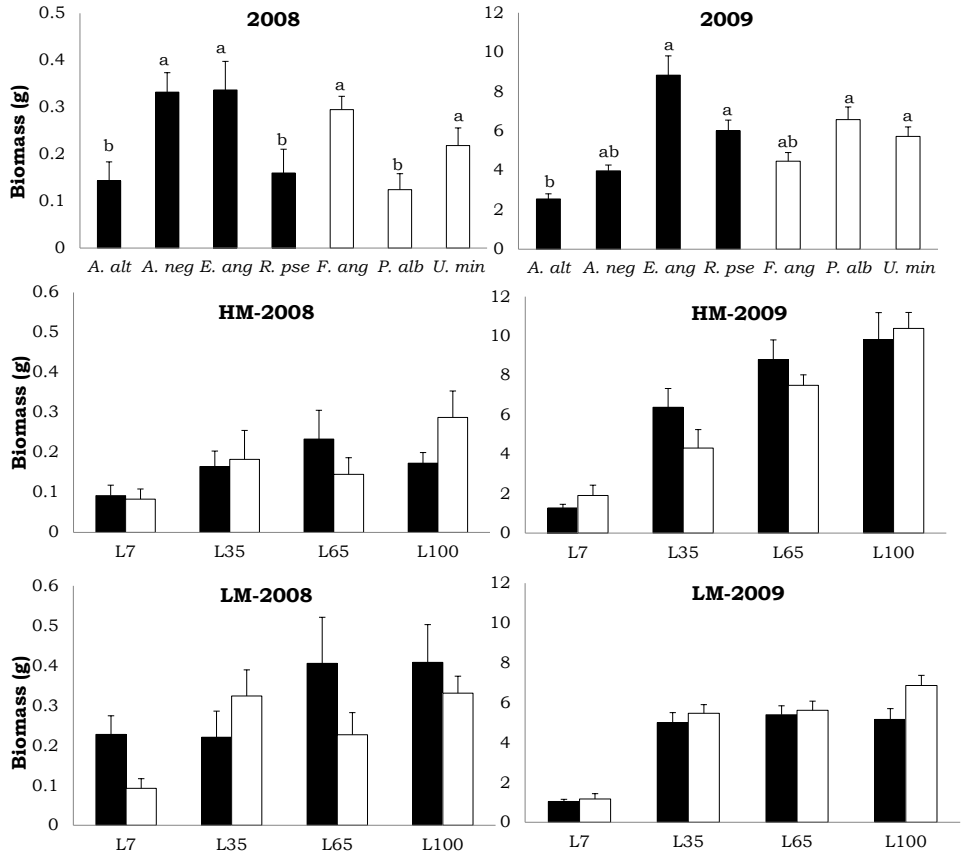 2008
0.5
0.4
0.3
0.2
0.1
0
Biomass (g)
b
a
a
b
a
b
a
A. alt
A. neg
E. ang
R. pse
F. ang
P. alb
U. min
2009
12
10
8
6
4
2
0
b
ab
a
a
ab
a
a
A. alt
A. neg
E. ang
R. pse
F. ang
P. alb
U. min
HM-2008
0.6
0.5
0.4
0.3
0.2
0.1
0
L7
L35
L65
L100
HM-2009
12
10
8
6
4
2
0
L7
L35
L65
L100
LM-2008
0.6
0.5
0.4
0.3
0.2
0.1
0
Biomass (g)
L7
L35
L65
L100
LM-2009
12
10
8
6
4
2
0
L7
L35
L65
L100